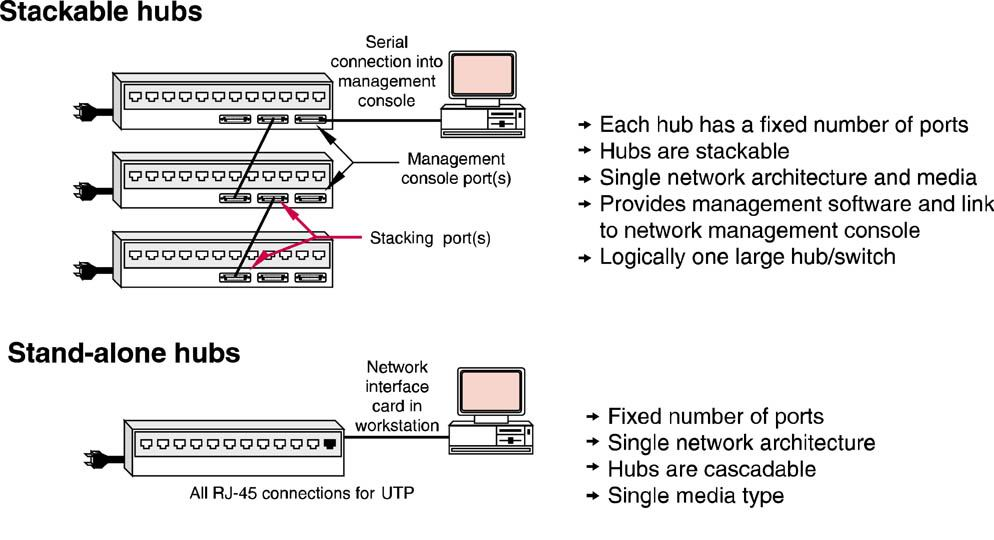 Stackable hubs
Serial
connection into
management
console
Management
console port(s)
Stacking port(s)
→ Each hub has a fixed number of ports
→ Hubs are stackable
→ Single network architecture and media
→ Provides management software and link
to network management console
→ Logically one large hub/switch
Stand-alone hubs
Network
interface
card in
workstation
All RJ-45 connections for UTP
→ Fixed number of ports
→ Single network architecture
→ Hubs are cascadable
→ Single media type